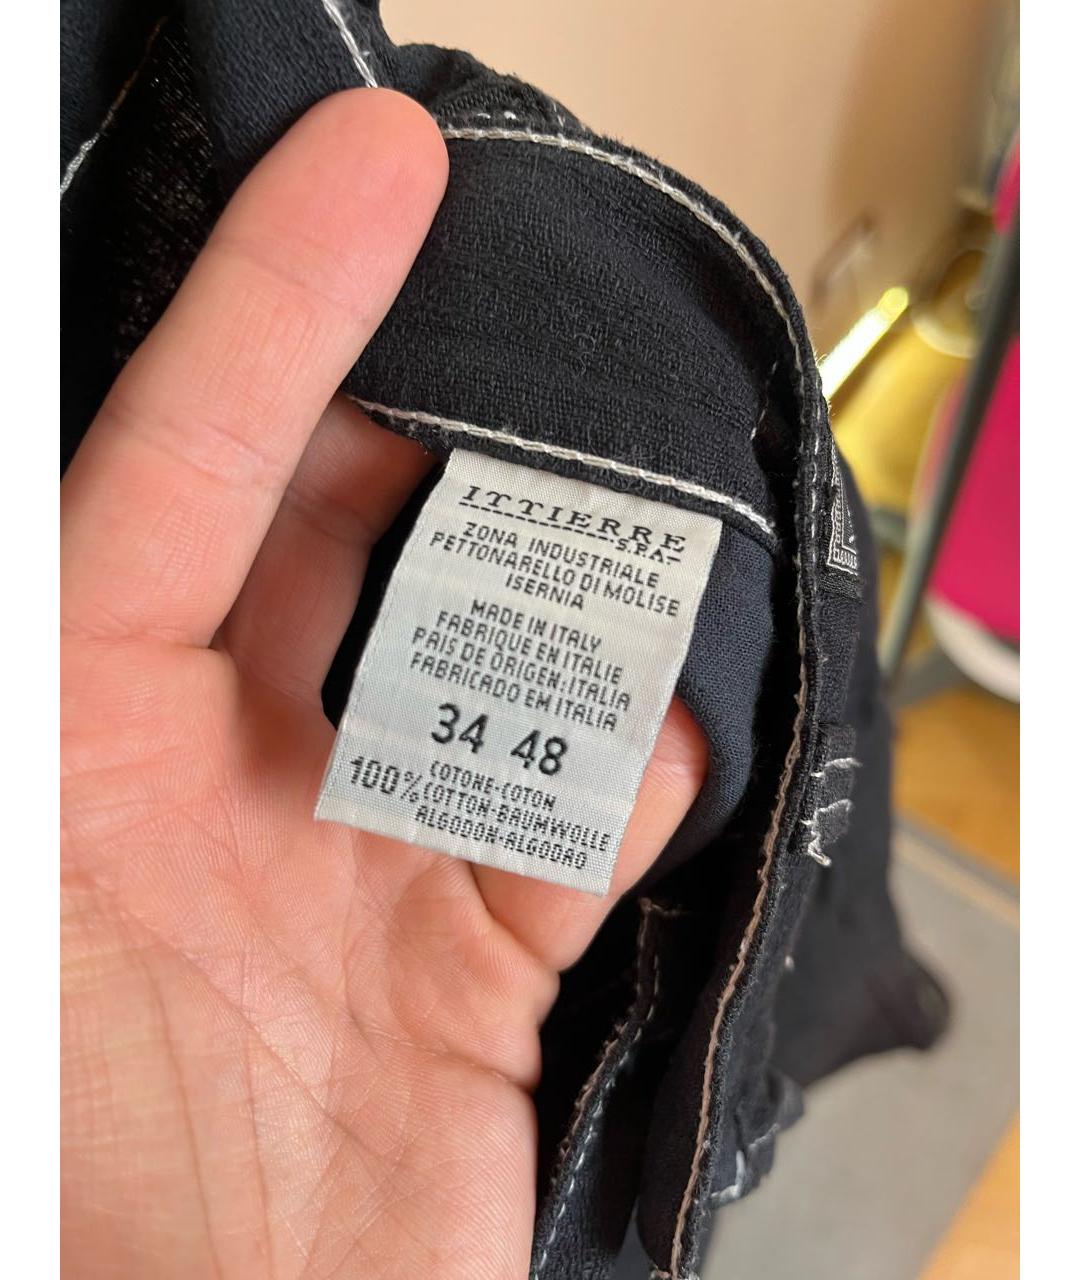 ITTIERRE
S.P.A.
ZONA INDUSTRIALE
PETTONARELLO DI MOLISE
ISERNIA
MADE IN ITALY
FABRIQUE EN ITALIE
PAIS DE ORIGEN: ITALIA
FABRICADO EM ITALIA
34 48
100% COTONE-COTON
COTTON-BAUMWOLLE
ALGODON-ALGODAO